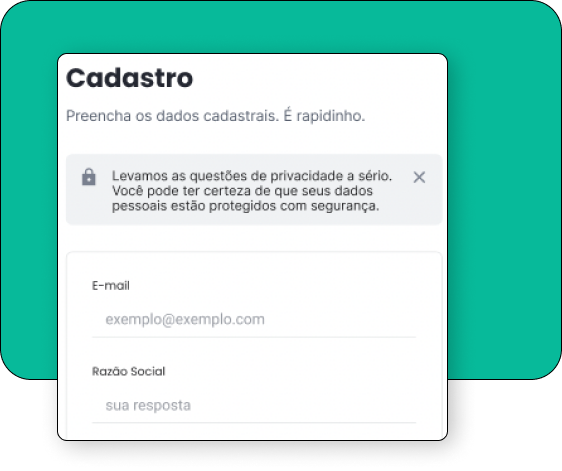 Cadastro
Preencha os dados cadastrais. É rapidinho.
Levamos as questões de privacidade a sério.
Você pode ter certeza de que seus dados
pessoais estão protegidos com segurança.
E-mail
exemplo@exemplo.com
Razão Social
sua resposta